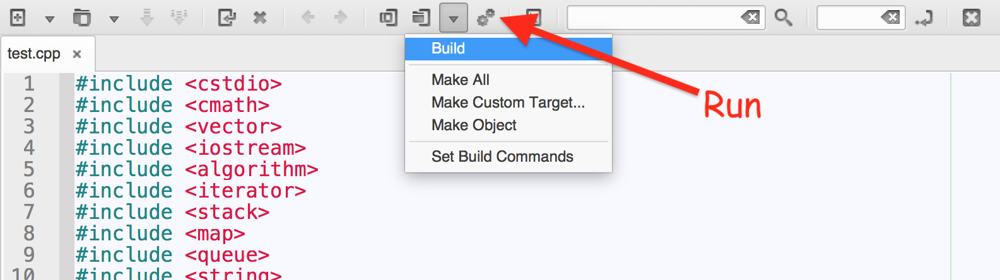 test.cpp
Build
Make All
Make Custom Target...
Make Object
Set Build Commands
Run
1 #include <cstdio>
2 #include <cmath>
3 #include <vector>
4 #include <iostream>
5 #include <algorithm>
6 #include <iterator>
7 #include <stack>
8 #include <map>
9 #include <queue>
10 #include <string>